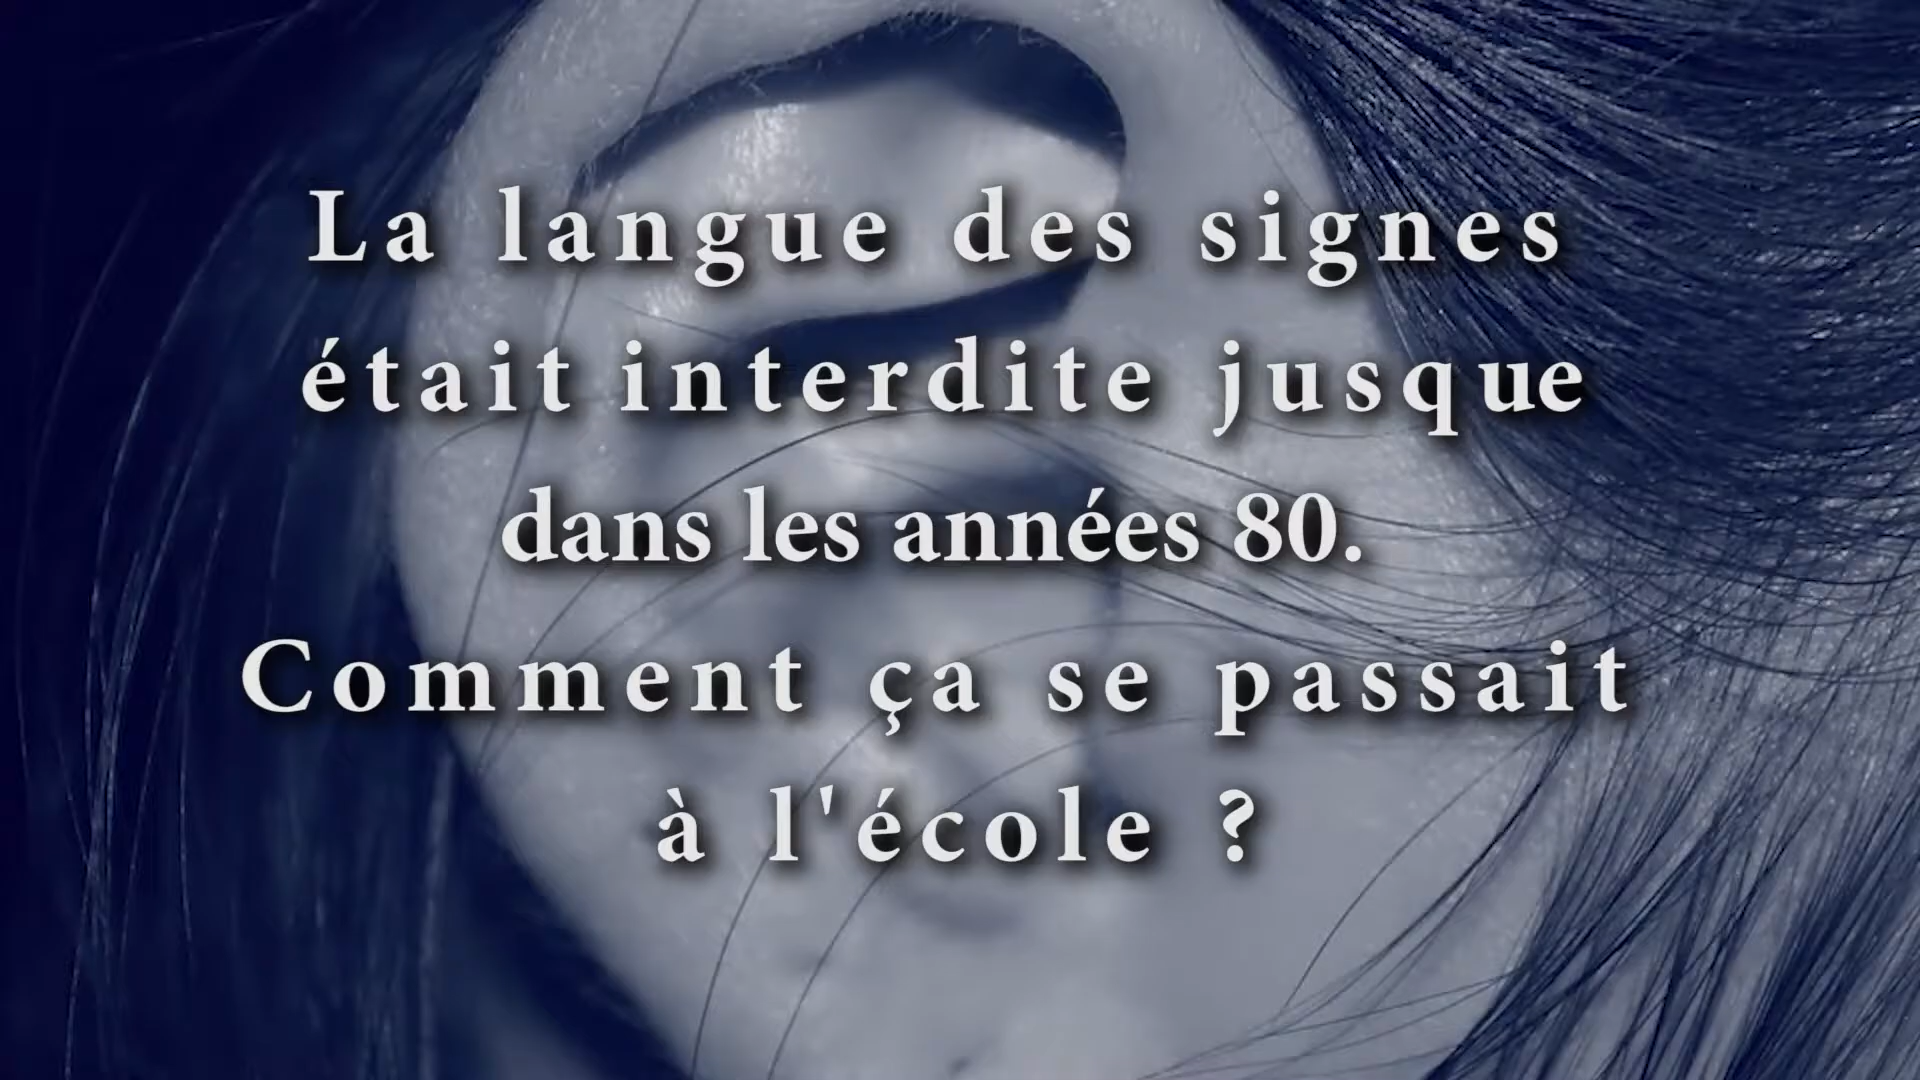 La langue des signes
était interdite jusque
dans les années 80.
Comment ça se passait
à l'école ?